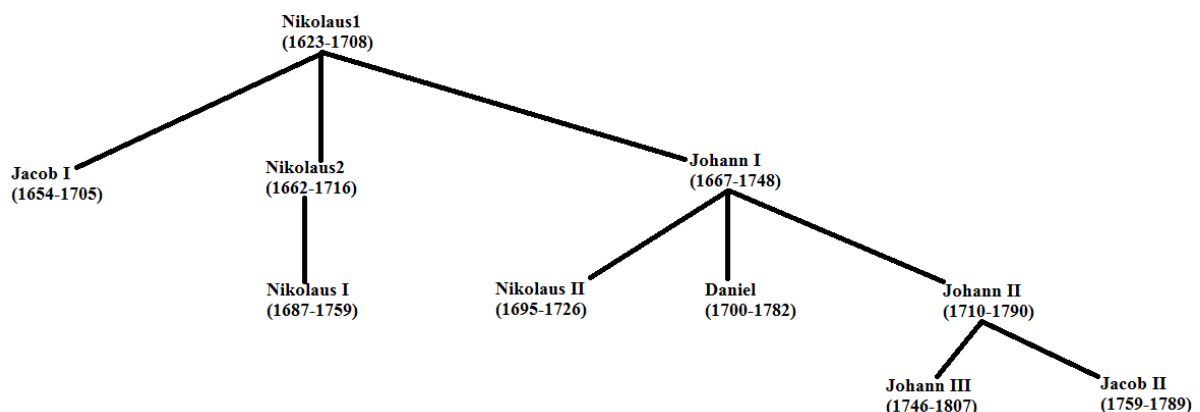 Nikolaus1
(1623-1708)
Jacob I
(1654-1705)
Nikolaus2
(1662-1716)
Johann I
(1667-1748)
Nikolaus I
(1687-1759)
Nikolaus II
(1695-1726)
Daniel
(1700-1782)
Johann II
(1710-1790)
Johann III
(1746-1807)
Jacob II
(1759-1789)